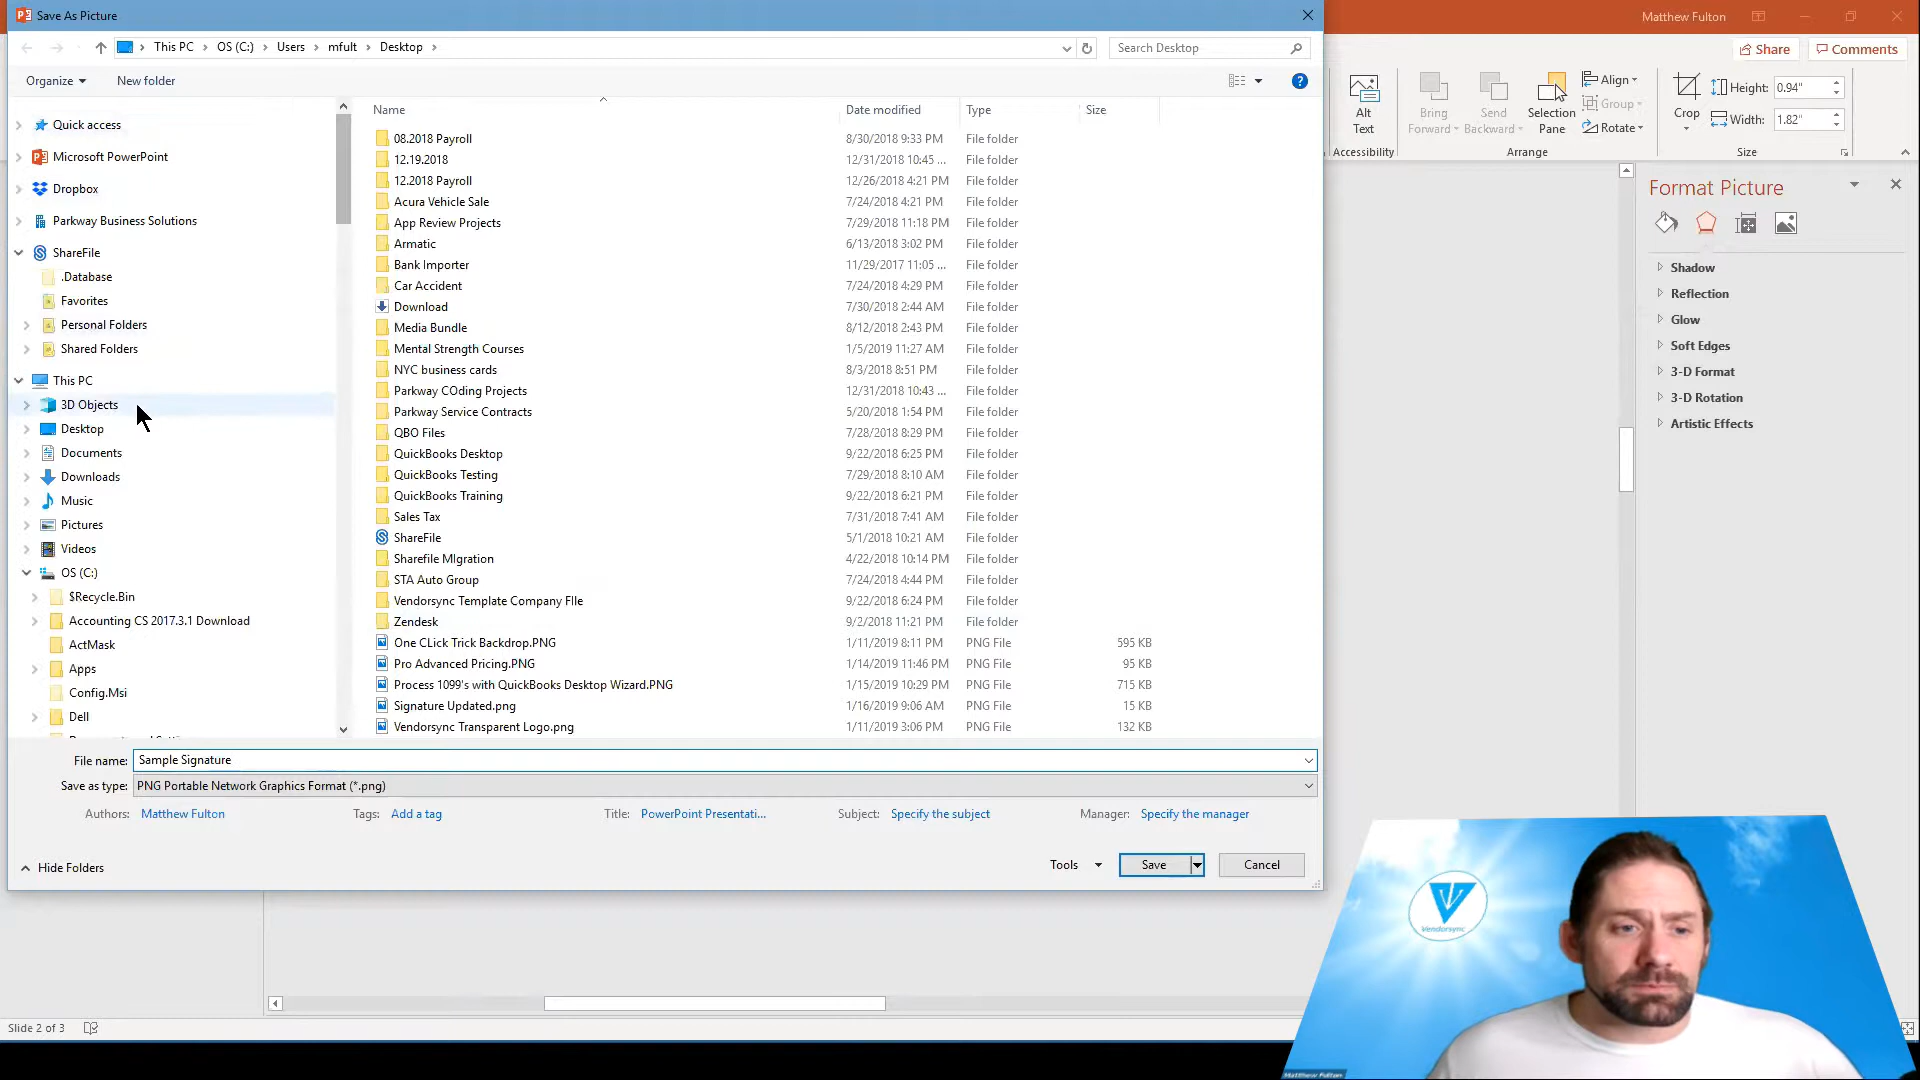 Save As Picture
Matthew Fulton
This PC > OS (C:) > Users > mfult > Desktop >
Search Desktop
Share
Comments
Organize
New folder
Alt Text
Accessibility
Bring Forward
Send Backward
Selection Pane
Align
Group
Rotate
Arrange
Crop
Height: 0.94"
Width: 1.82"
Size
Quick access
Microsoft PowerPoint
Dropbox
Parkway Business Solutions
ShareFile
.Database
Favorites
Personal Folders
Shared Folders
This PC
3D Objects
Desktop
Documents
Downloads
Music
Pictures
Videos
OS (C:)
$Recycle.Bin
Accounting CS 2017.3.1 Download
ActMask
Apps
Config.Msi
Dell
Name Date modified Type Size
08.2018 Payroll 8/30/2018 9:33 PM File folder
12.19.2018 12/31/2018 10:45 ... File folder
12.2018 Payroll 12/26/2018 4:21 PM File folder
Acura Vehicle Sale 7/24/2018 4:21 PM File folder
App Review Projects 7/29/2018 11:18 PM File folder
Armatic 6/13/2018 3:02 PM File folder
Bank Importer 11/29/2017 11:05 ... File folder
Car Accident 7/24/2018 4:29 PM File folder
Download 7/30/2018 2:44 AM File folder
Media Bundle 8/12/2018 2:43 PM File folder
Mental Strength Courses 1/5/2019 11:27 AM File folder
NYC business cards 8/3/2018 8:51 PM File folder
Parkway COding Projects 12/31/2018 10:43 ... File folder
Parkway Service Contracts 5/20/2018 1:54 PM File folder
QBO Files 7/28/2018 8:29 PM File folder
QuickBooks Desktop 9/22/2018 6:25 PM File folder
QuickBooks Testing 7/29/2018 8:10 AM File folder
QuickBooks Training 9/22/2018 6:21 PM File folder
Sales Tax 7/31/2018 7:41 AM File folder
ShareFile 5/1/2018 10:21 AM File folder
Sharefile MIgration 4/22/2018 10:14 PM File folder
STA Auto Group 7/24/2018 4:44 PM File folder
Vendorsync Template Company FIle 9/22/2018 6:24 PM File folder
Zendesk 9/2/2018 11:21 PM File folder
One CLick Trick Backdrop.PNG 1/11/2019 8:11 PM PNG File 595 KB
Pro Advanced Pricing.PNG 1/14/2019 11:46 PM PNG File 95 KB
Process 1099's with QuickBooks Desktop Wizard.PNG 1/15/2019 10:29 PM PNG File 715 KB
Signature Updated.png 1/16/2019 9:06 AM PNG File 15 KB
Vendorsync Transparent Logo.png 1/11/2019 3:06 PM PNG File 132 KB
Format Picture
Shadow
Reflection
Glow
Soft Edges
3-D Format
3-D Rotation
Artistic Effects
File name: Sample Signature
Save as type: PNG Portable Network Graphics Format (*.png)
Authors: Matthew Fulton Tags: Add a tag Title: PowerPoint Presentati... Subject: Specify the subject Manager: Specify the manager
Hide Folders
Tools
Save
Cancel
Vendorsync
Slide 2 of 3
Matthew Fulton